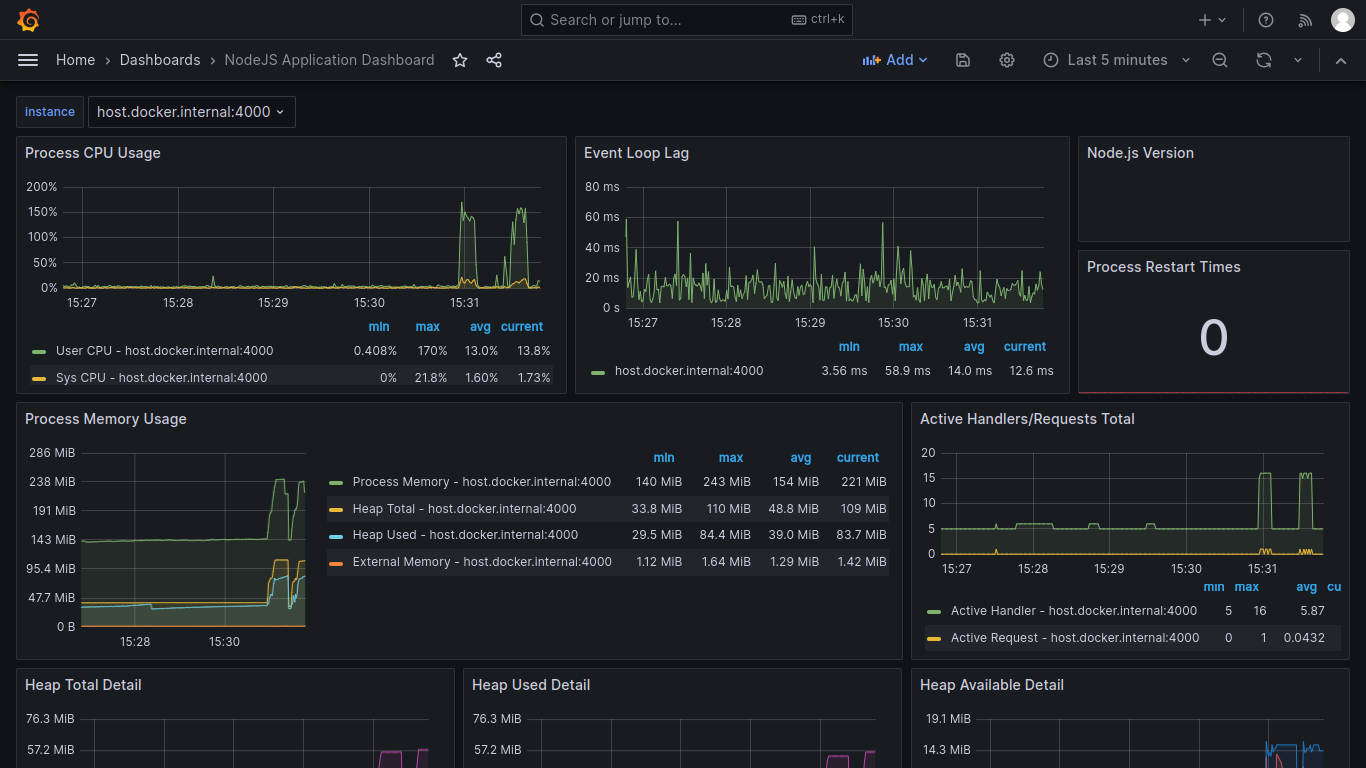 Search or jump to...
ctrl+k
Home › Dashboards › NodeJS Application Dashboard
Add
Last 5 minutes
instance
host.docker.internal:4000
Process CPU Usage
200%
150%
100%
50%
0%
15:27 15:28 15:29 15:30 15:31
min max avg current
User CPU - host.docker.internal:4000 0.408% 170% 13.0% 13.8%
Sys CPU - host.docker.internal:4000 0% 21.8% 1.60% 1.73%
Event Loop Lag
80 ms
60 ms
40 ms
20 ms
0 s
15:27 15:28 15:29 15:30 15:31
min max avg current
host.docker.internal:4000 3.56 ms 58.9 ms 14.0 ms 12.6 ms
Node.js Version
Process Restart Times
0
Process Memory Usage
286 MiB
238 MiB
191 MiB
143 MiB
95.4 MiB
47.7 MiB
0 B
15:28 15:30
min max avg current
Process Memory - host.docker.internal:4000 140 MiB 243 MiB 154 MiB 221 MiB
Heap Total - host.docker.internal:4000 33.8 MiB 110 MiB 48.8 MiB 109 MiB
Heap Used - host.docker.internal:4000 29.5 MiB 84.4 MiB 39.0 MiB 83.7 MiB
External Memory - host.docker.internal:4000 1.12 MiB 1.64 MiB 1.29 MiB 1.42 MiB
Active Handlers/Requests Total
20
15
10
5
0
15:27 15:28 15:29 15:30 15:31
min max avg cu
Active Handler - host.docker.internal:4000 5 16 5.87
Active Request - host.docker.internal:4000 0 1 0.0432
Heap Total Detail
76.3 MiB
57.2 MiB
Heap Used Detail
76.3 MiB
57.2 MiB
Heap Available Detail
19.1 MiB
14.3 MiB